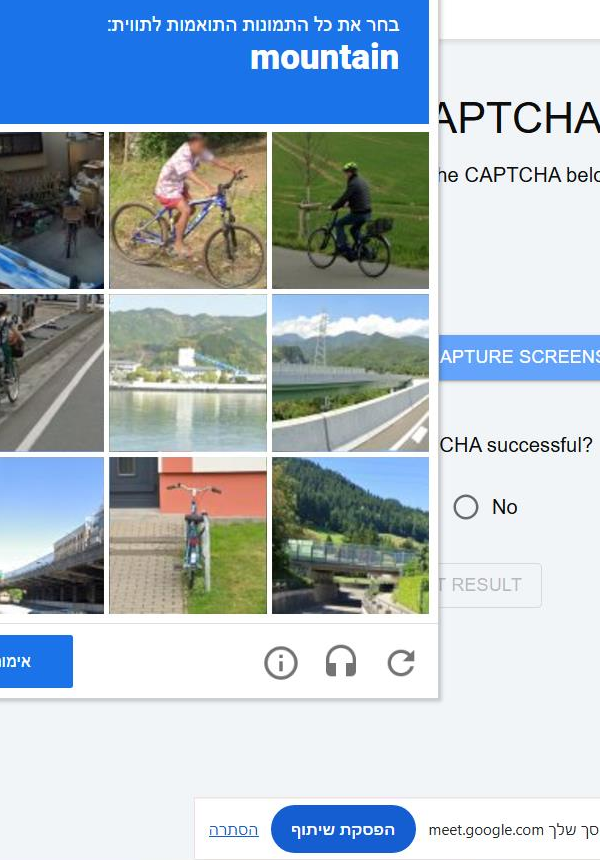 בחר את כל התמונות התואמות לתווית:
mountain
APTCHA
he CAPTCHA belo
APTURE SCREENS
CHA successful?
No
T RESULT
אימו
סך שלך meet.google.com
הפסקת שיתוף
הסתרה